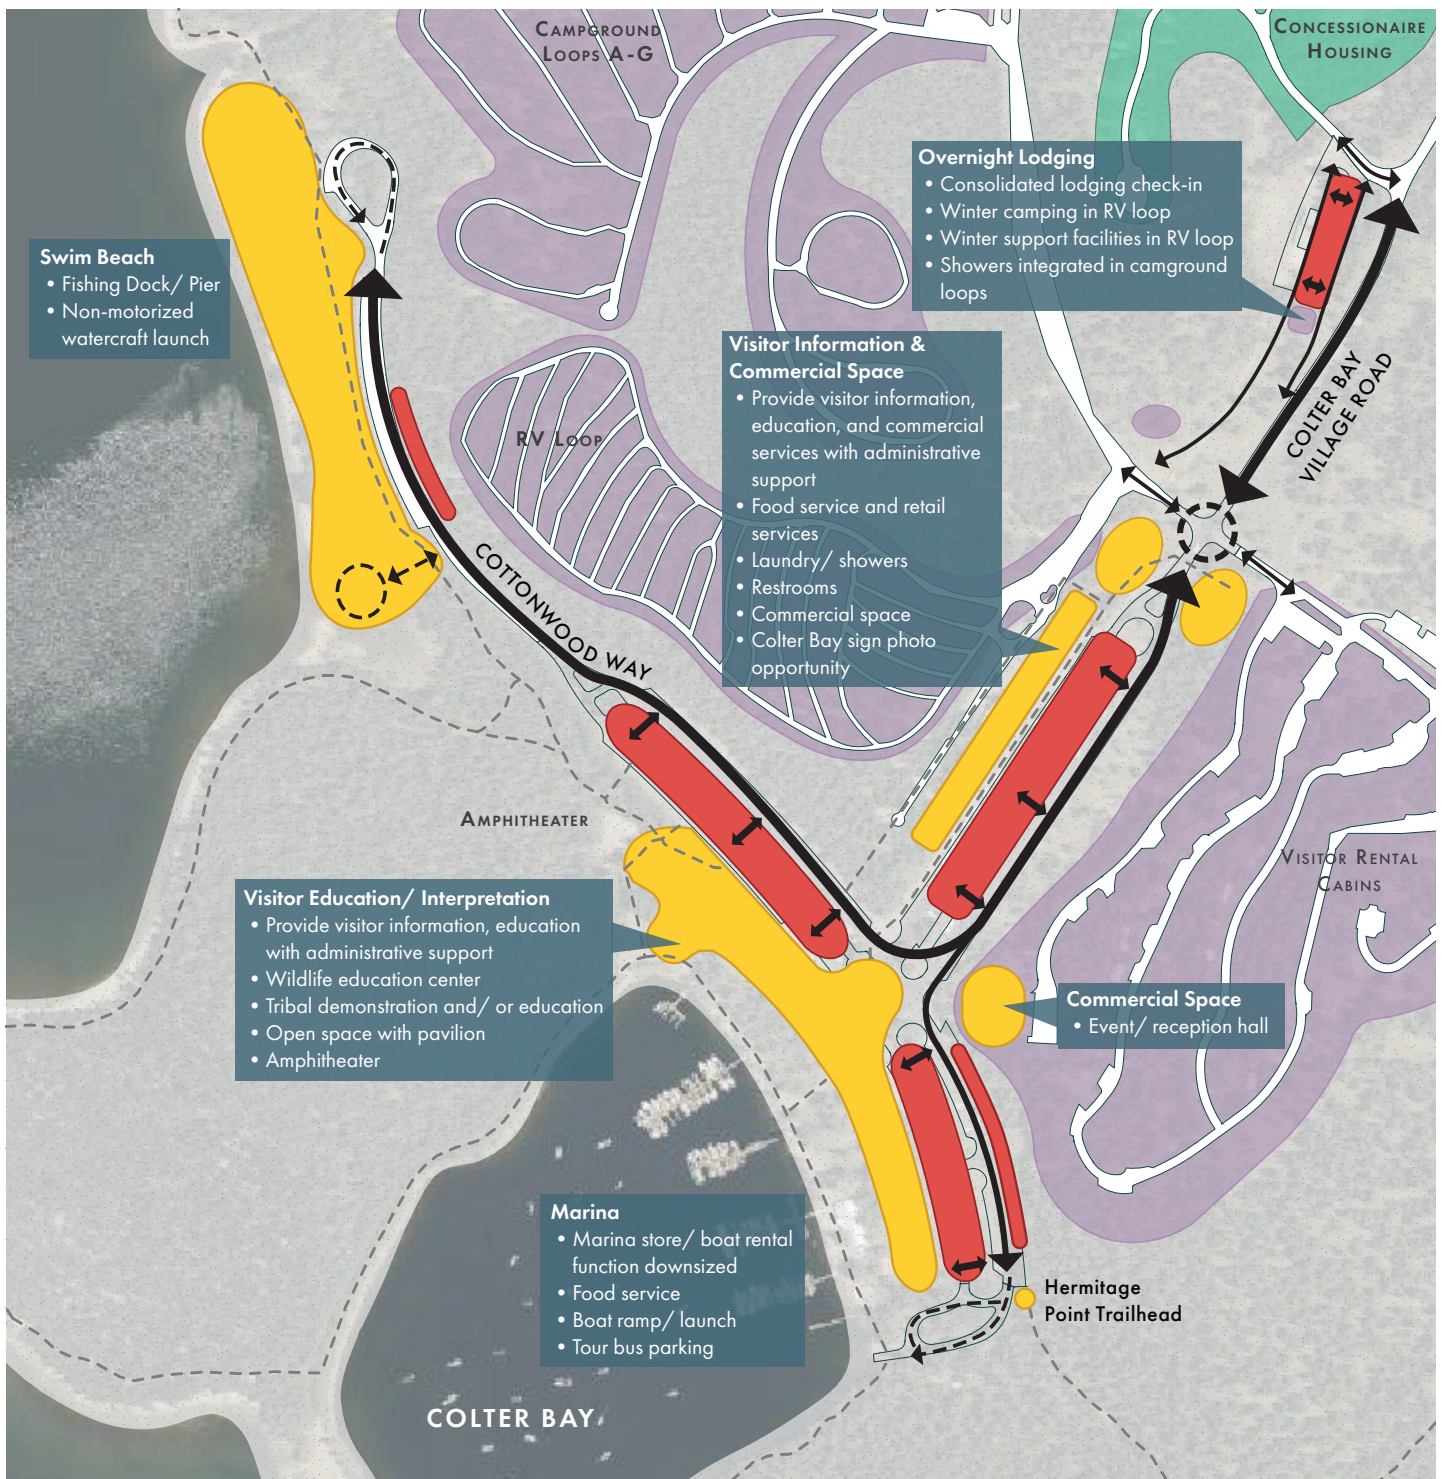 Campground
Loops A-G
Concessionaire
Housing
Overnight Lodging
• Consolidated lodging check-in
• Winter camping in RV loop
• Winter support facilities in RV loop
• Showers integrated in camground
loops
Swim Beach
• Fishing Dock/ Pier
• Non-motorized
watercraft launch
Visitor Information &
Commercial Space
• Provide visitor information,
education, and commercial
services with administrative
support
• Food service and retail
services
• Laundry/ showers
• Restrooms
• Commercial space
• Colter Bay sign photo
opportunity
COLTER BAY
VILLAGE ROAD
RV Loop
COTTONWOOD WAY
Amphitheater
Visitor Rental
Cabins
Visitor Education/ Interpretation
• Provide visitor information, education
with administrative support
• Wildlife education center
• Tribal demonstration and/ or education
• Open space with pavilion
• Amphitheater
Commercial Space
• Event/ reception hall
Marina
• Marina store/ boat rental
function downsized
• Food service
• Boat ramp/ launch
• Tour bus parking
Hermitage
Point Trailhead
COLTER BAY